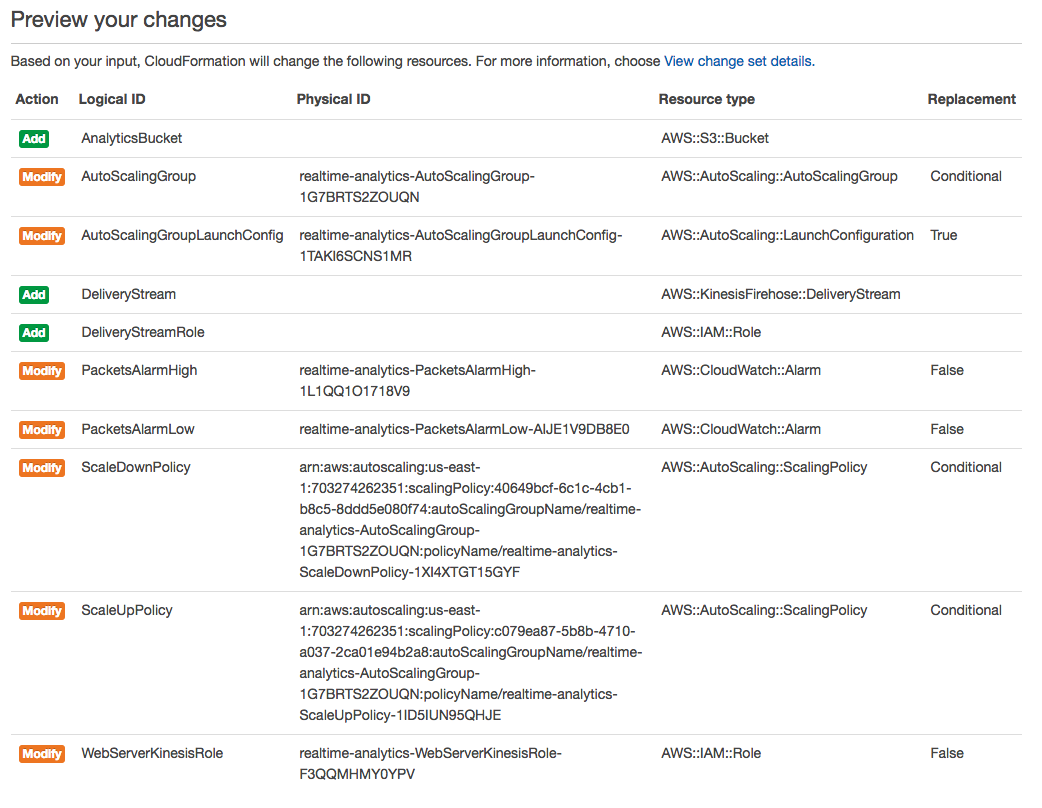 Preview your changes
Based on your input, CloudFormation will change the following resources. For more information, choose View change set details.
Action Logical ID Physical ID Resource type Replacement
Add AnalyticsBucket AWS::S3::Bucket
Modify AutoScalingGroup realtime-analytics-AutoScalingGroup- AWS::AutoScaling::AutoScalingGroup Conditional
1G7BRTS2ZOUQN
Modify AutoScalingGroupLaunchConfig realtime-analytics-AutoScalingGroupLaunchConfig- AWS::AutoScaling::LaunchConfiguration True
1TAKI6SCNS1MR
Add DeliveryStream AWS::KinesisFirehose::DeliveryStream
Add DeliveryStreamRole AWS::IAM::Role
Modify PacketsAlarmHigh realtime-analytics-PacketsAlarmHigh- AWS::CloudWatch::Alarm False
1L1QQ1O1718V9
Modify PacketsAlarmLow realtime-analytics-PacketsAlarmLow-AIJE1V9DB8E0 AWS::CloudWatch::Alarm False
Modify ScaleDownPolicy arn:aws:autoscaling:us-east- AWS::AutoScaling::ScalingPolicy Conditional
1:703274262351:scalingPolicy:40649bcf-6c1c-4cb1-
b8c5-8ddd5e080f74:autoScalingGroupName/realtime-
analytics-AutoScalingGroup-
1G7BRTS2ZOUQN:policyName/realtime-analytics-
ScaleDownPolicy-1XI4XTGT15GYF
Modify ScaleUpPolicy arn:aws:autoscaling:us-east- AWS::AutoScaling::ScalingPolicy Conditional
1:703274262351:scalingPolicy:c079ea87-5b8b-4710-
a037-2ca01e94b2a8:autoScalingGroupName/realtime-
analytics-AutoScalingGroup-
1G7BRTS2ZOUQN:policyName/realtime-analytics-
ScaleUpPolicy-1ID5IUN95QHJE
Modify WebServerKinesisRole realtime-analytics-WebServerKinesisRole- AWS::IAM::Role False
F3QQMHMY0YPV